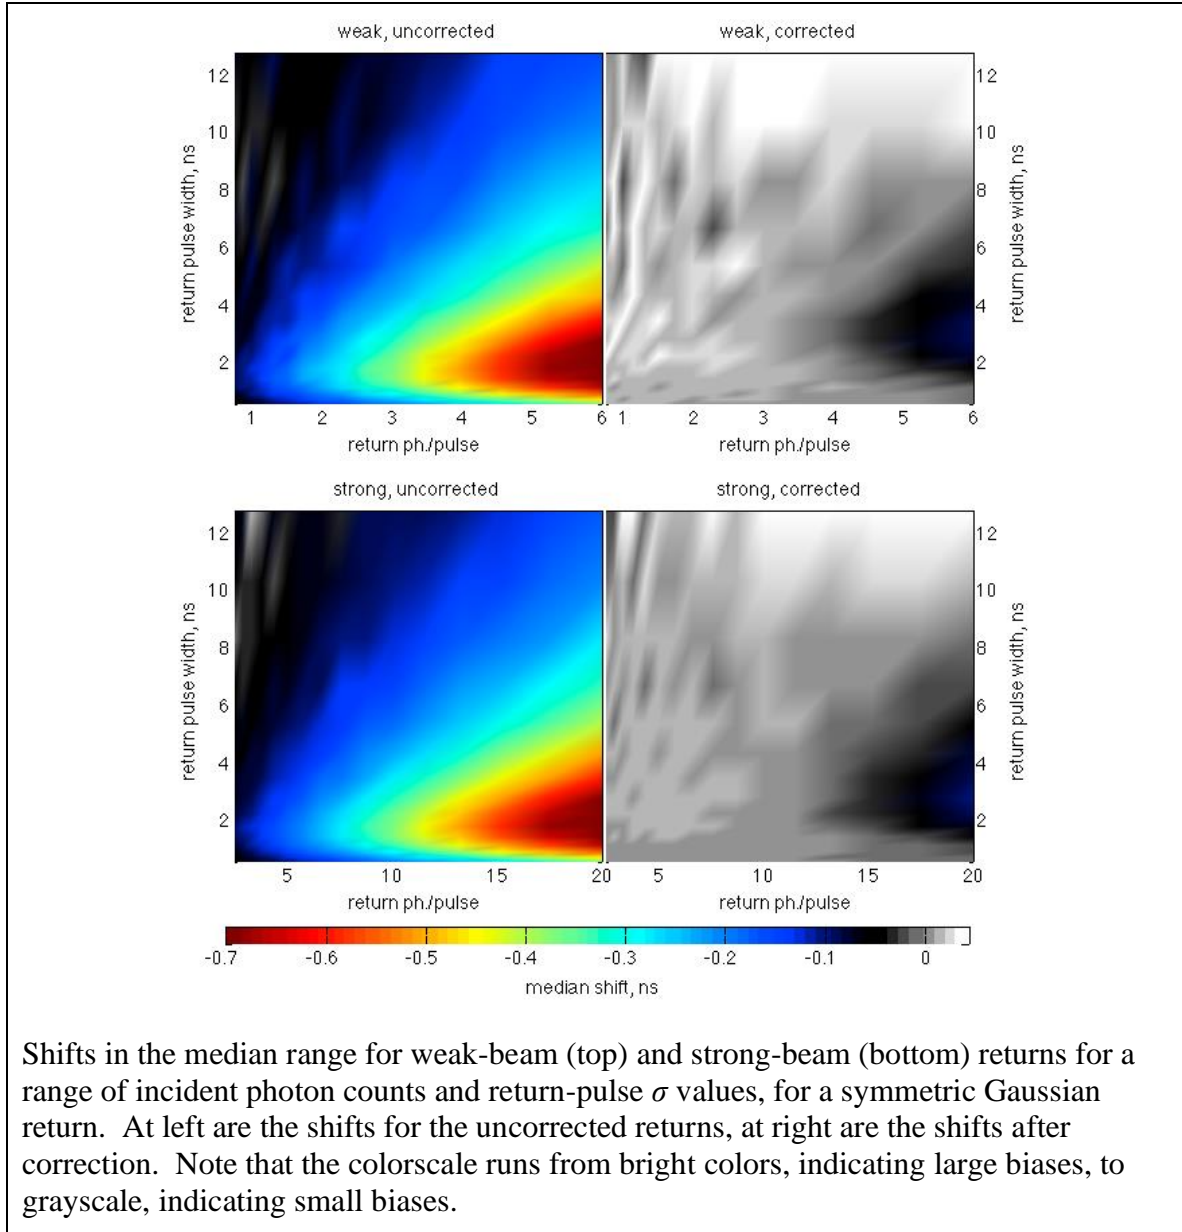 weak, uncorrected
weak, corrected
return pulse width, ns
12
10
8
6
4
2
12
10
8
6
4
2
return pulse width, ns
1 2 3 4 5 6
1 2 3 4 5 6
return ph./pulse
return ph./pulse
strong, uncorrected
strong, corrected
return pulse width, ns
12
10
8
6
4
2
12
10
8
6
4
2
return pulse width, ns
5 10 15 20
5 10 15 20
return ph./pulse
return ph./pulse
-0.7 -0.6 -0.5 -0.4 -0.3 -0.2 -0.1 0
median shift, ns
Shifts in the median range for weak-beam (top) and strong-beam (bottom) returns for a
range of incident photon counts and return-pulse σ values, for a symmetric Gaussian
return. At left are the shifts for the uncorrected returns, at right are the shifts after
correction. Note that the colorscale runs from bright colors, indicating large biases, to
grayscale, indicating small biases.